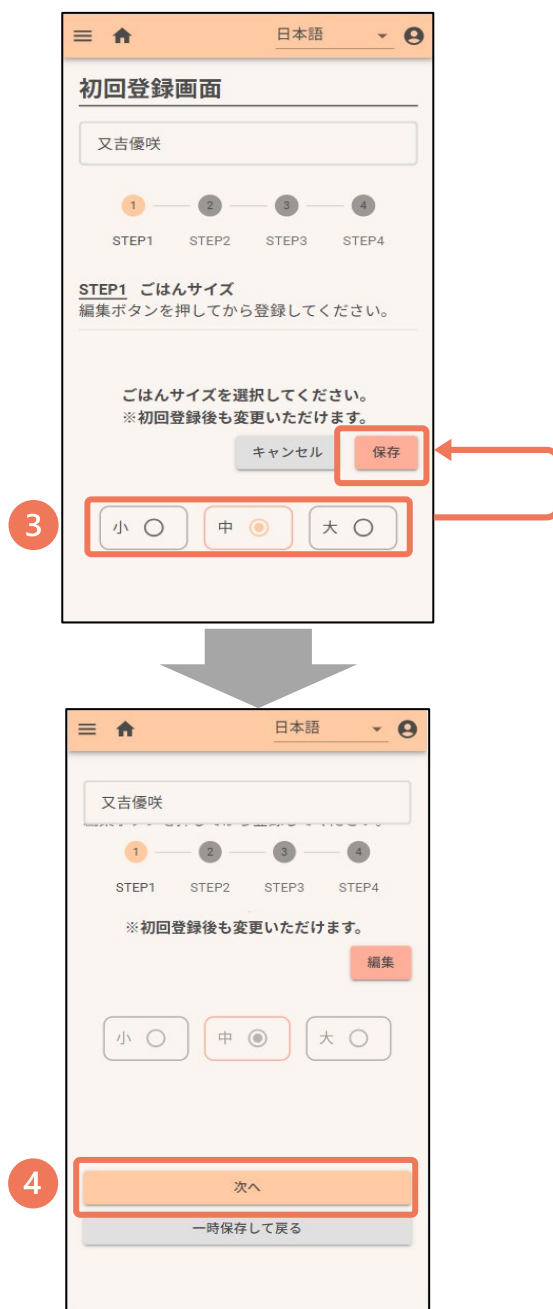 日本語
初回登録画面
又吉優咲
1 2 3 4
STEP1 STEP2 STEP3 STEP4
STEP1 ごはんサイズ
編集ボタンを押してから登録してください。
ごはんサイズを選択してください。
※初回登録後も変更いただけます。
キャンセル 保存
3
小 中 大
日本語
又吉優咲
1 2 3 4
STEP1 STEP2 STEP3 STEP4
※初回登録後も変更いただけます。
編集
小 中 大
4
次へ
一時保存して戻る